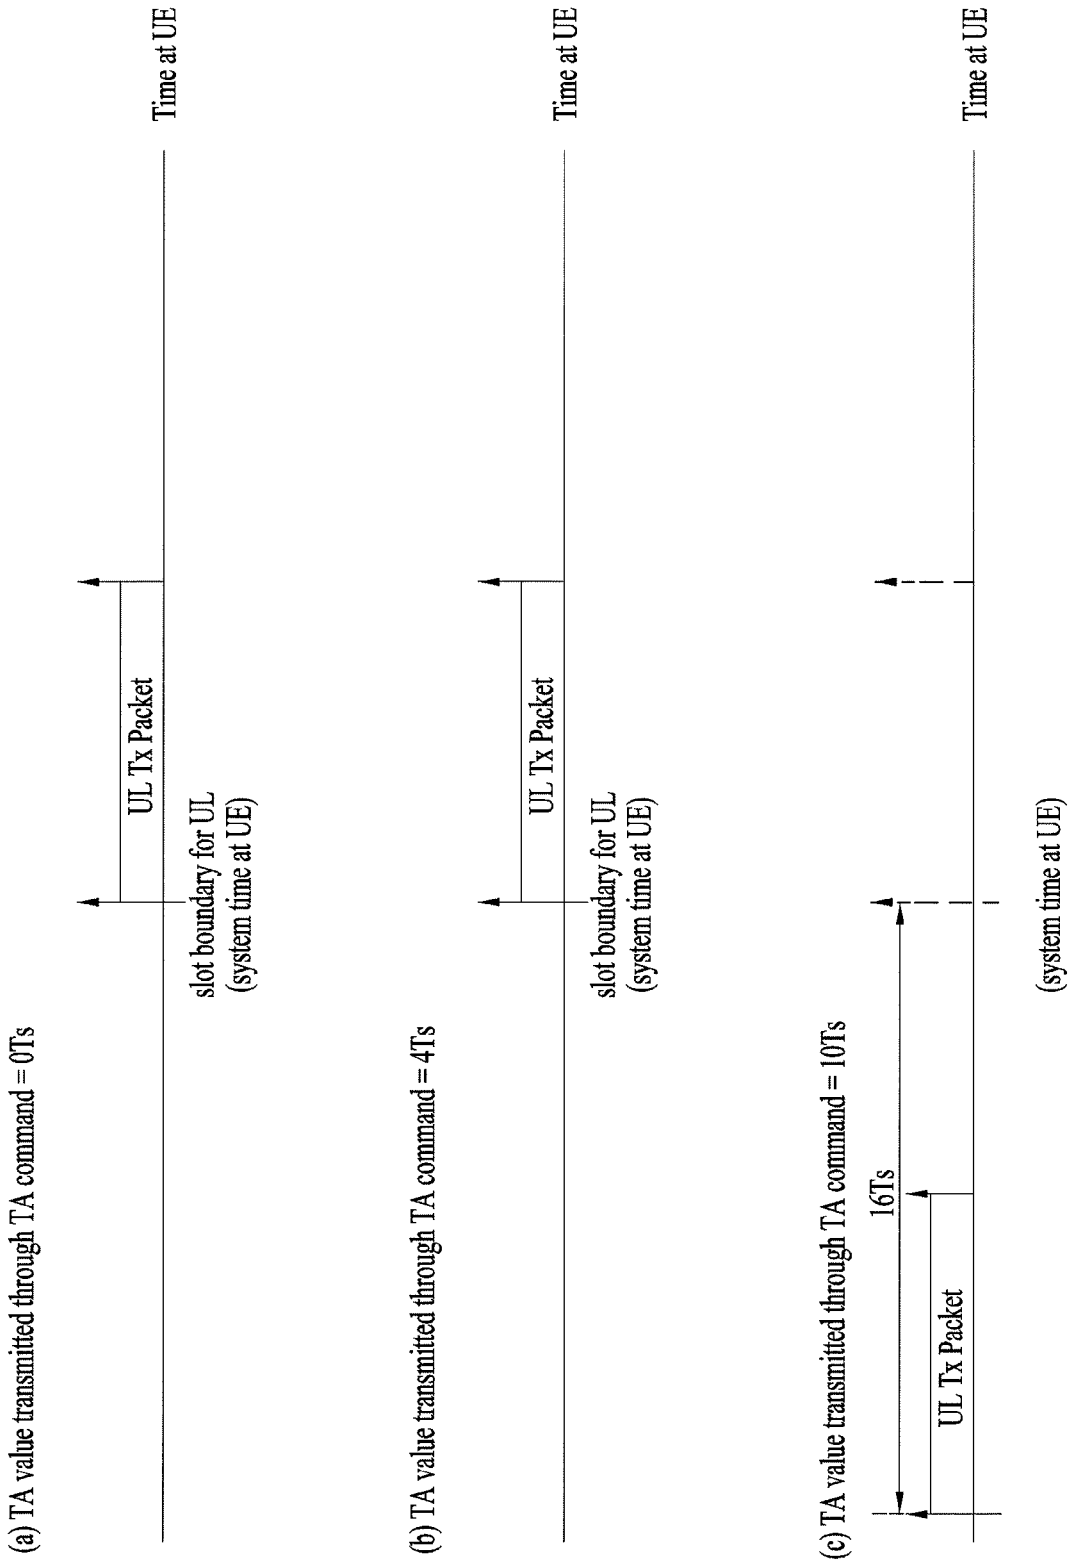 (a) TA value transmitted through TA command = 0Ts
UL Tx Packet
Time at UE
slot boundary for UL
(system time at UE)
(b) TA value transmitted through TA command = 4Ts
UL Tx Packet
Time at UE
slot boundary for UL
(system time at UE)
(c) TA value transmitted through TA command = 10Ts
16Ts
UL Tx Packet
Time at UE
(system time at UE)